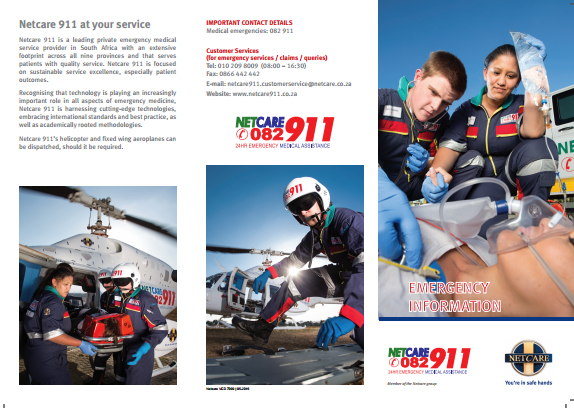 Netcare 911 at your service
Netcare 911 is a leading private emergency medical
service provider in South Africa with an extensive
footprint across all nine provinces and that serves
patients with quality service. Netcare 911 is focused
on sustainable service excellence, especially patient
outcomes.
Recognising that technology is playing an increasingly
important role in all aspects of emergency medicine,
Netcare 911 is harnessing cutting-edge technologies,
embracing international standards and best practice, as
well as academically rooted methodologies.
Netcare 911's helicopter and fixed wing aeroplanes can
be dispatched, should it be required.
IMPORTANT CONTACT DETAILS
Medical emergencies: 082 911
Customer Services
(for emergency services / claims / queries)
Tel: 010 209 8009 (08:00 – 16:30)
Fax: 0866 442 442
E-mail: netcare911.customerservice@netcare.co.za
Website: www.netcare911.co.za
NETCARE
082 911
24HR EMERGENCY MEDICAL ASSISTANCE
911
EMERGENCY
INFORMATION
NETCARE
082 911
24HR EMERGENCY MEDICAL ASSISTANCE
Member of the Netcare group
NETCARE
You're in safe hands